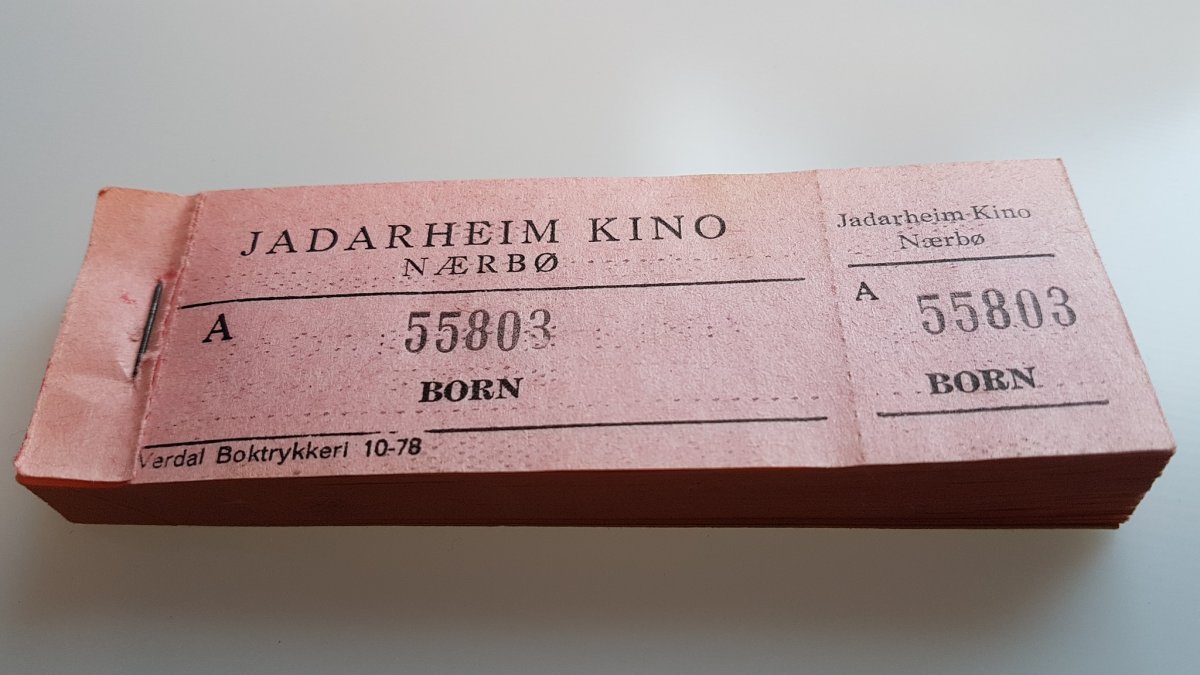 JADARHEIM KINO
NÆRBØ
A 55803
BORN
Verdal Boktrykkeri 10-78
Jadarheim-Kino
Nærbø
A 55803
BORN